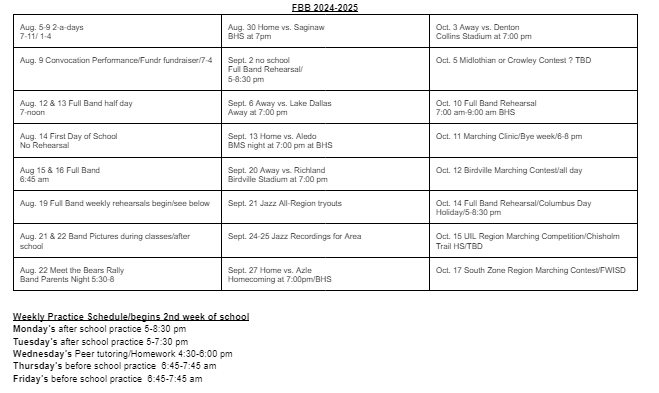 FBB 2024-2025
Aug. 5-9 2-a-days
7-11/ 1-4
Aug. 30 Home vs. Saginaw
BHS at 7pm
Oct. 3 Away vs. Denton
Collins Stadium at 7:00 pm
Aug. 9 Convocation Performance/Fundr fundraiser/7-4
Sept. 2 no school
Full Band Rehearsal/
5-8:30 pm
Oct. 5 Midlothian or Crowley Contest ? TBD
Aug. 12 & 13 Full Band half day
7-noon
Sept. 6 Away vs. Lake Dallas
Away at 7:00 pm
Oct. 10 Full Band Rehearsal
7:00 am-9:00 am BHS
Aug. 14 First Day of School
No Rehearsal
Sept. 13 Home vs. Aledo
BMS night at 7:00 pm at BHS
Oct. 11 Marching Clinic/Bye week/6-8 pm
Aug 15 & 16 Full Band
6:45 am
Sept. 20 Away vs. Richland
Birdville Stadium at 7:00 pm
Oct. 12 Birdville Marching Contest/all day
Aug. 19 Full Band weekly rehearsals begin/see below
Sept. 21 Jazz All-Region tryouts
Oct. 14 Full Band Rehearsal/Columbus Day
Holiday/5-8:30 pm
Aug. 21 & 22 Band Pictures during classes/after
school
Sept. 24-25 Jazz Recordings for Area
Oct. 15 UIL Region Marching Competition/Chisholm
Trail HS/TBD
Aug. 22 Meet the Bears Rally
Band Parents Night 5:30-8
Sept. 27 Home vs. Azle
Homecoming at 7:00pm/BHS
Oct. 17 South Zone Region Marching Contest/FWISD
Weekly Practice Schedule/begins 2nd week of school
Monday's after school practice 5-8:30 pm
Tuesday's after school practice 5-7:30 pm
Wednesday's Peer tutoring/Homework 4:30-6:00 pm
Thursday's before school practice 6:45-7:45 am
Friday's before school practice 6:45-7:45 am